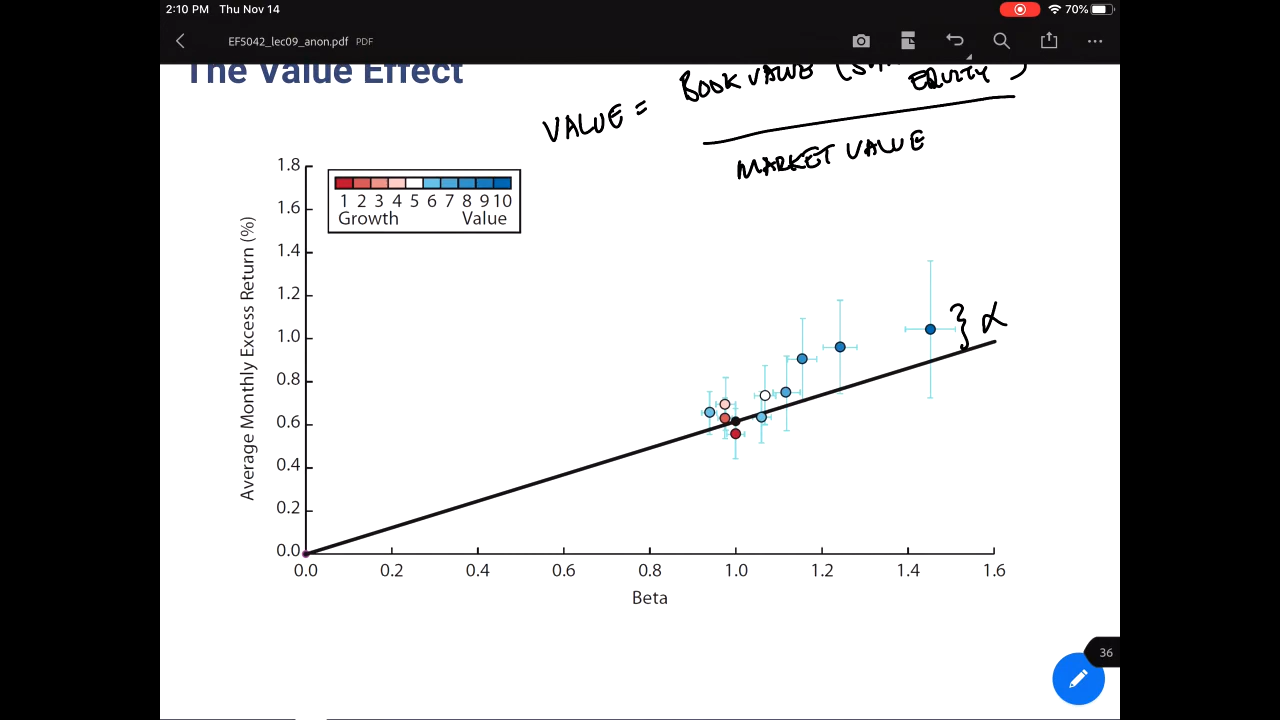 2:10 PM Thu Nov 14
70%
EF5042_lec09_anon.pdf PDF
The Value Effect
VALUE = BOOK VALUE (
EQUITY )
MARKET VALUE
1.8
1.6
1.4
1.2
1.0
0.8
0.6
0.4
0.2
0.0
Average Monthly Excess Return (%)
1 2 3 4 5 6 7 8 9 10
Growth Value
} α
0.0 0.2 0.4 0.6 0.8 1.0 1.2 1.4 1.6
Beta
36